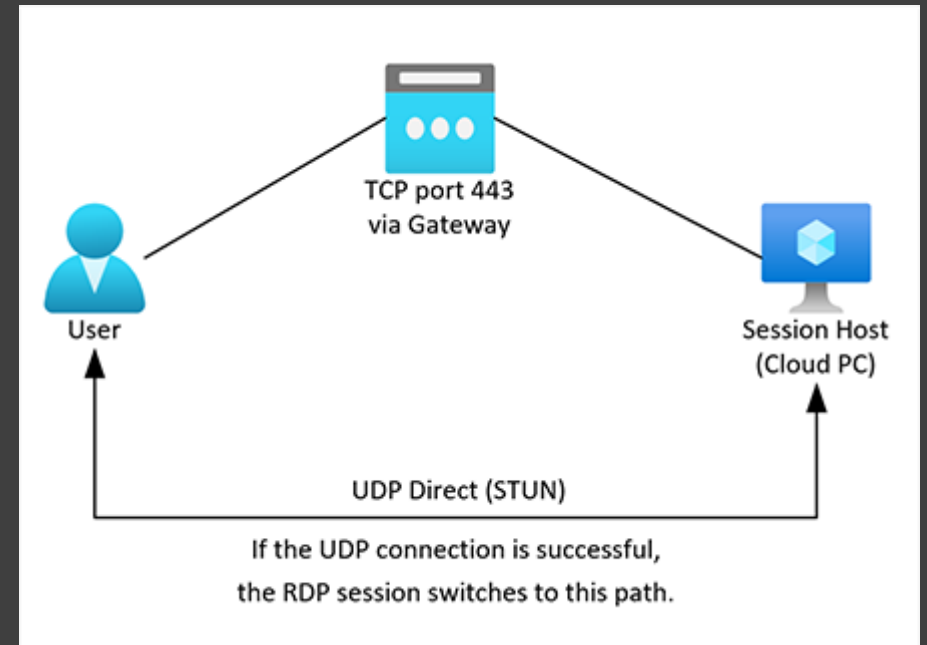 TCP port 443
via Gateway
User
Session Host
(Cloud PC)
UDP Direct (STUN)
If the UDP connection is successful,
the RDP session switches to this path.